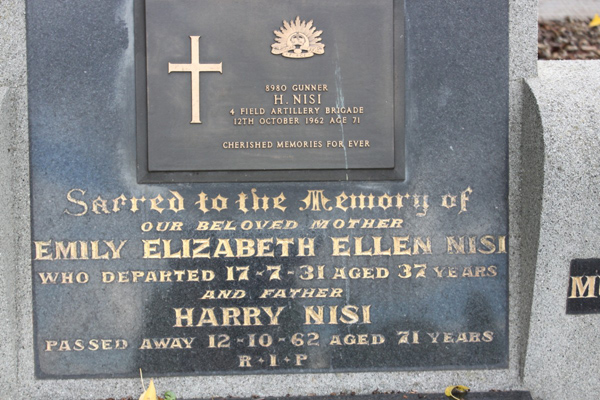 8980 GUNNER
H. NISI
4 FIELD ARTILLERY BRIGADE
12TH OCTOBER 1962 AGE 71
CHERISHED MEMORIES FOR EVER
Sacred to the Memory of
OUR BELOVED MOTHER
EMILY ELIZABETH ELLEN NISI
WHO DEPARTED 17-7-31 AGED 37 YEARS
AND FATHER
HARRY NISI
PASSED AWAY 12-10-62 AGED 71 YEARS
R·I·P